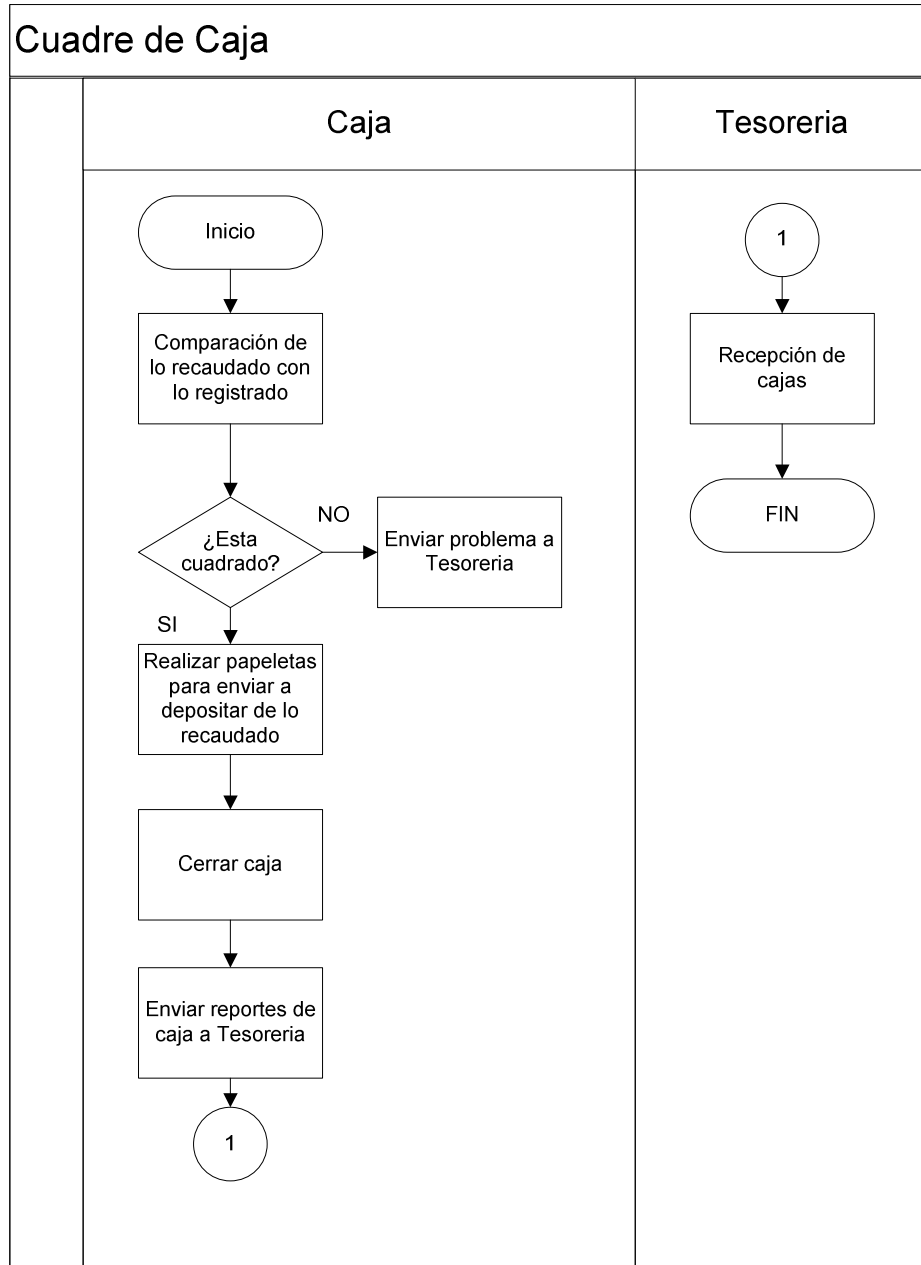 Cuadre de Caja
Caja
Tesoreria
Inicio
Comparación de
lo recaudado con
lo registrado
¿Esta
cuadrado?
NO
Enviar problema a
Tesoreria
SI
Realizar papeletas
para enviar a
depositar de lo
recaudado
Cerrar caja
Enviar reportes de
caja a Tesoreria
1
1
Recepción de
cajas
FIN